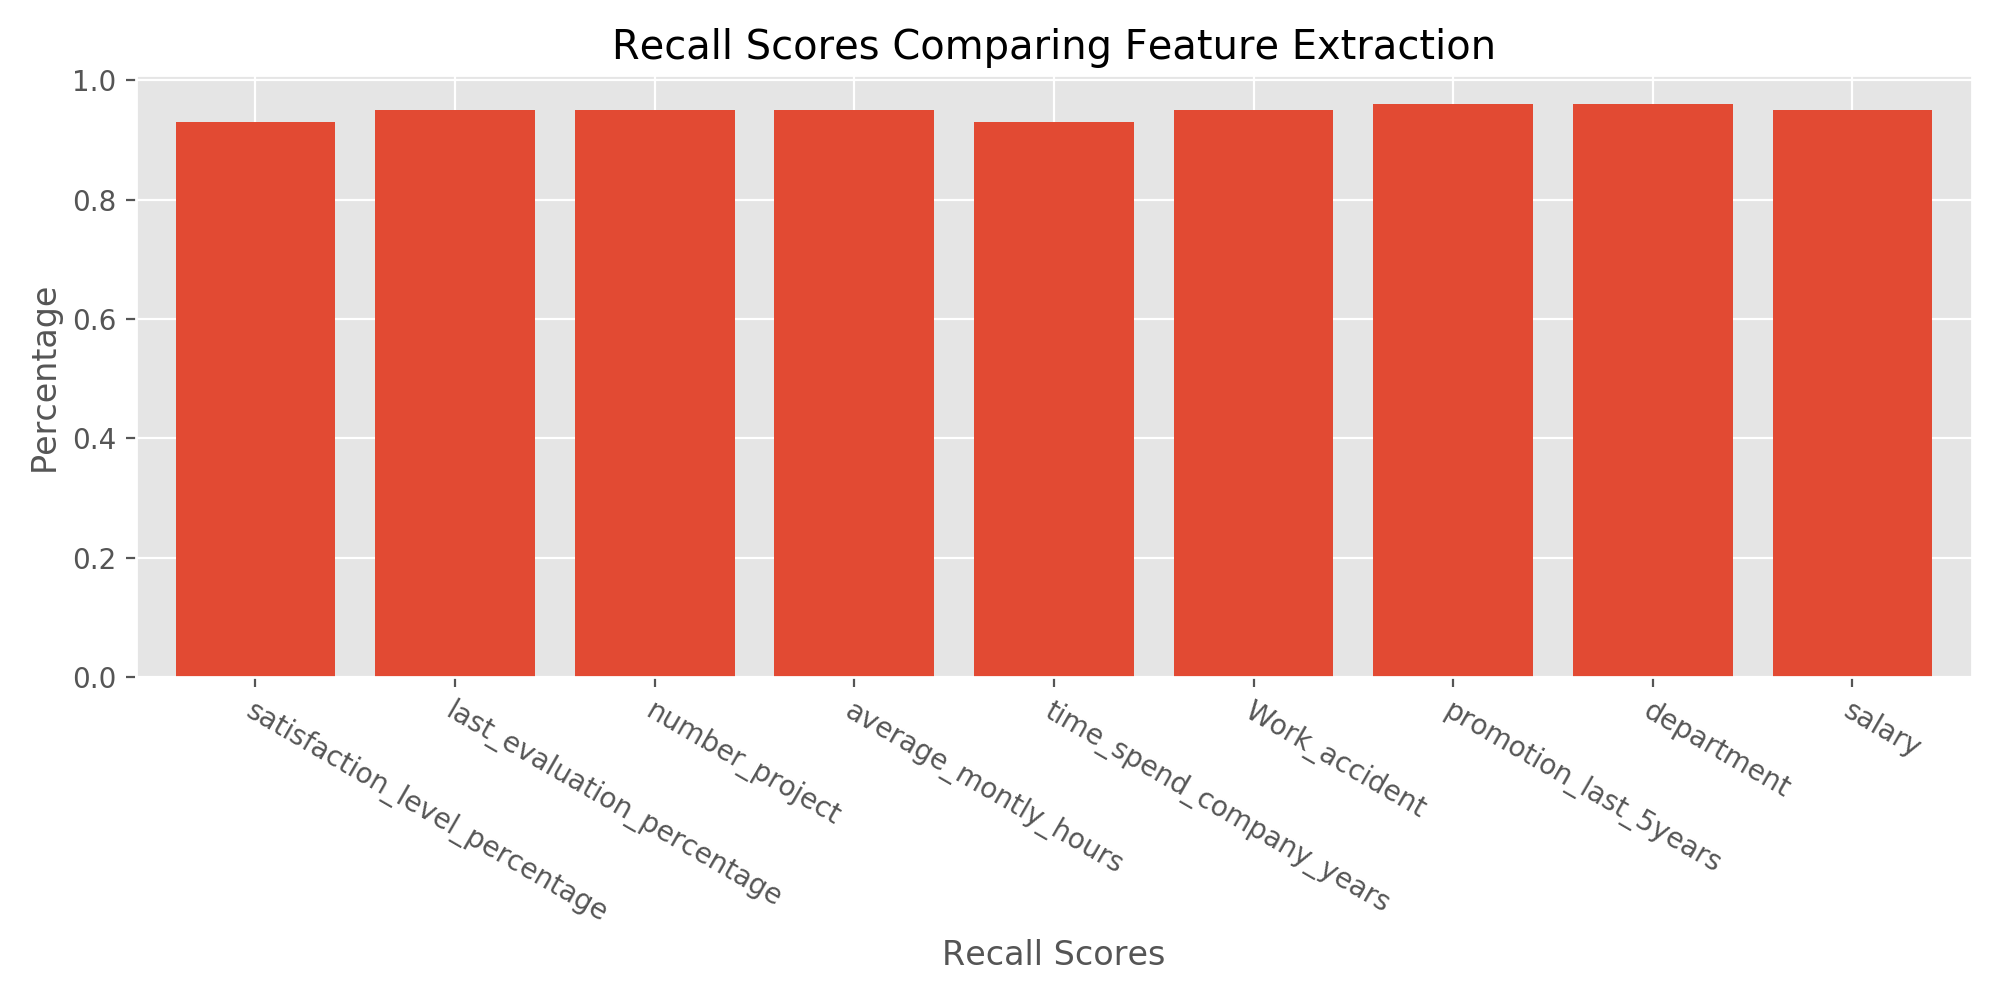 Recall Scores Comparing Feature Extraction
Percentage
1.0
0.8
0.6
0.4
0.2
0.0
satisfaction_level_percentage
last_evaluation_percentage
number_project
average_montly_hours
time_spend_company_years
Work_accident
promotion_last_5years
department
salary
Recall Scores